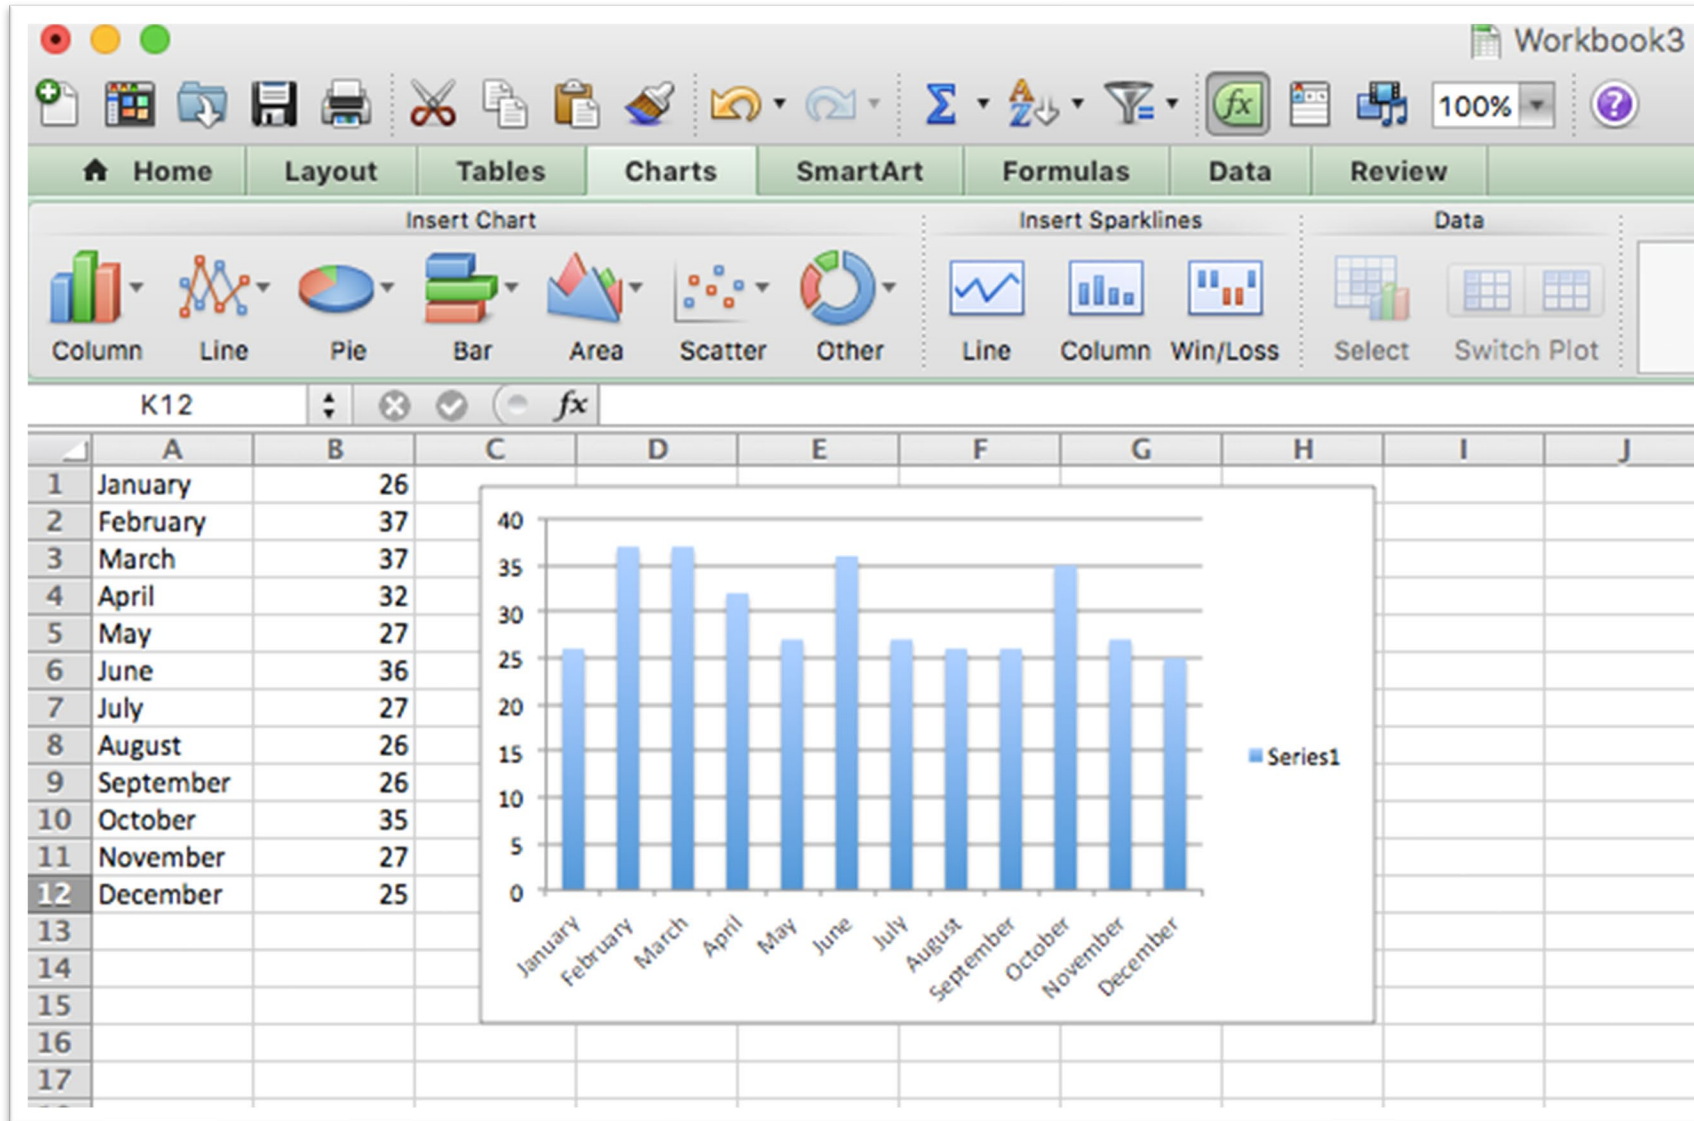 Workbook3
100%
Home Layout Tables Charts SmartArt Formulas Data Review
Insert Chart Insert Sparklines Data
Column Line Pie Bar Area Scatter Other Line Column Win/Loss Select Switch Plot
K12 fx
A B C D E F G H I J
1 January 26
2 February 37
3 March 37
4 April 32
5 May 27
6 June 36
7 July 27
8 August 26
9 September 26
10 October 35
11 November 27
12 December 25
13
14
15
16
17
40
35
30
25
20
15
10
5
0
January February March April May June July August September October November December
Series1